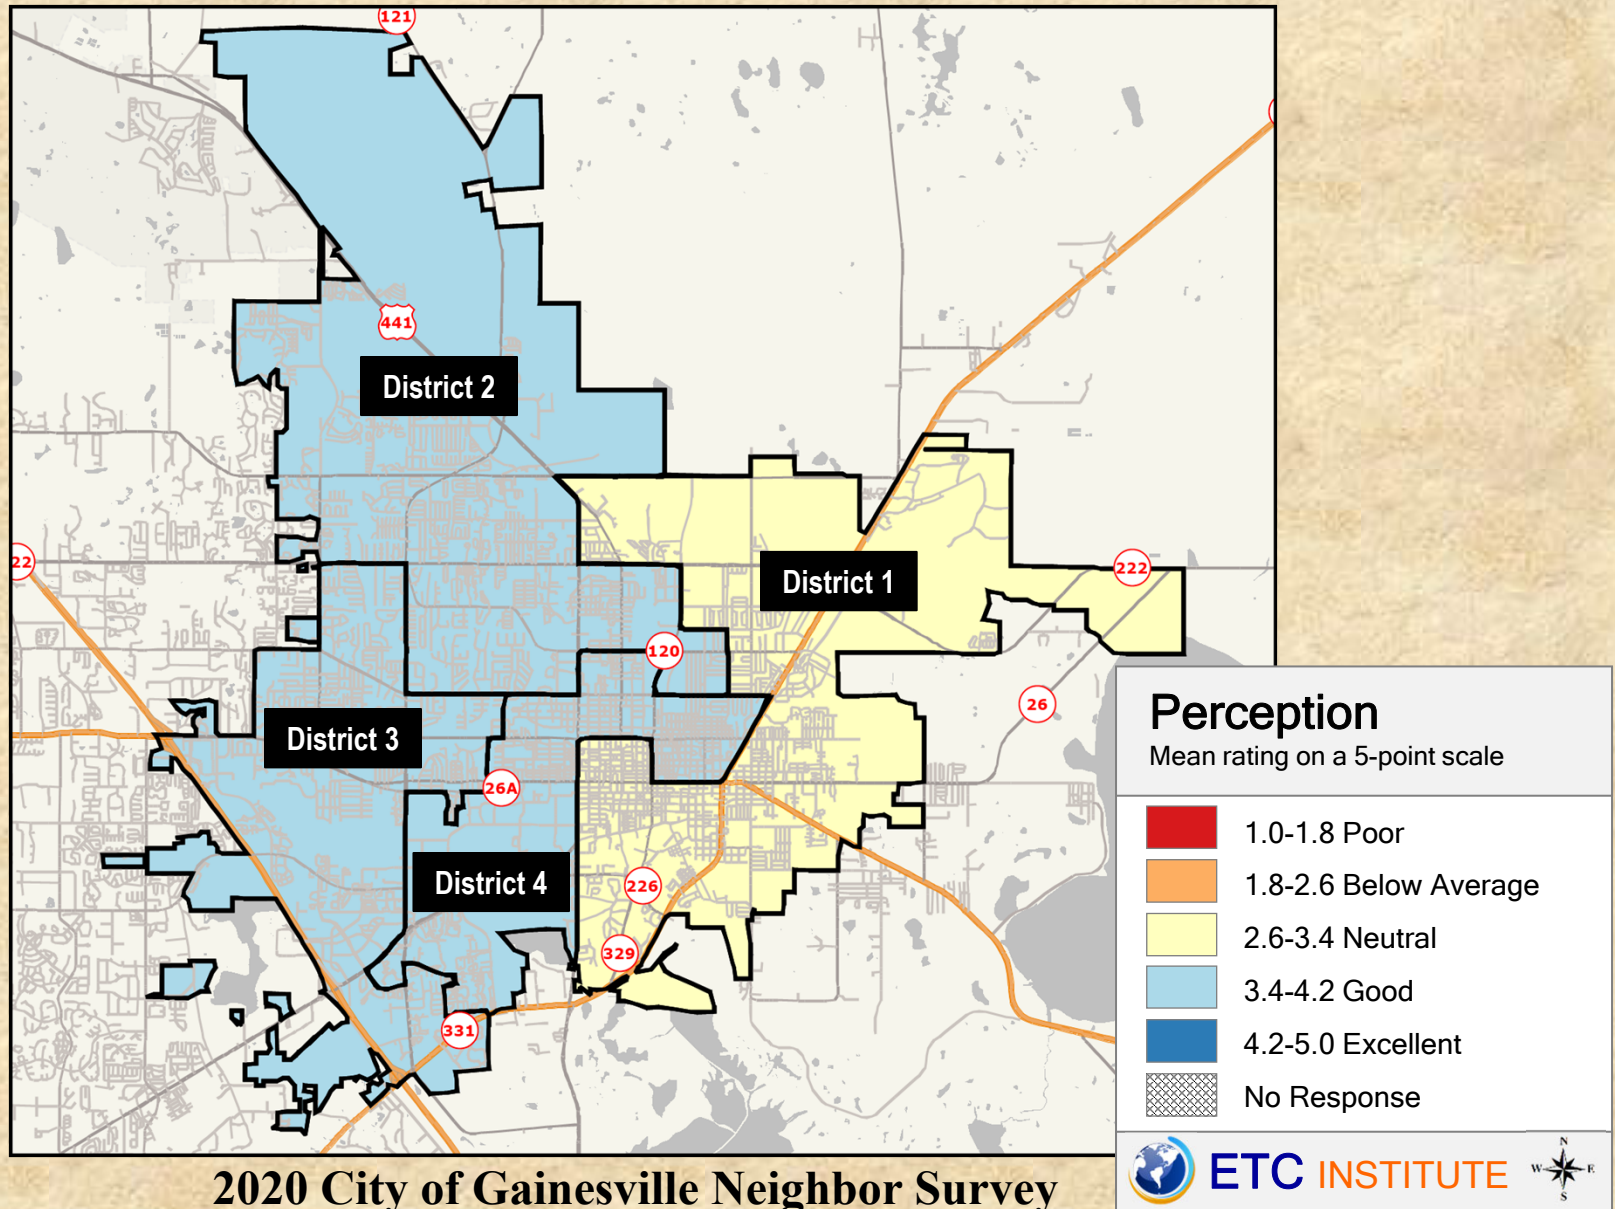 121
441
District 2
District 1
222
22
120
26
District 3
26A
District 4
226
329
331
Perception
Mean rating on a 5-point scale
1.0-1.8 Poor
1.8-2.6 Below Average
2.6-3.4 Neutral
3.4-4.2 Good
4.2-5.0 Excellent
No Response
ETC INSTITUTE
N
W E
S
2020 City of Gainesville Neighbor Survey